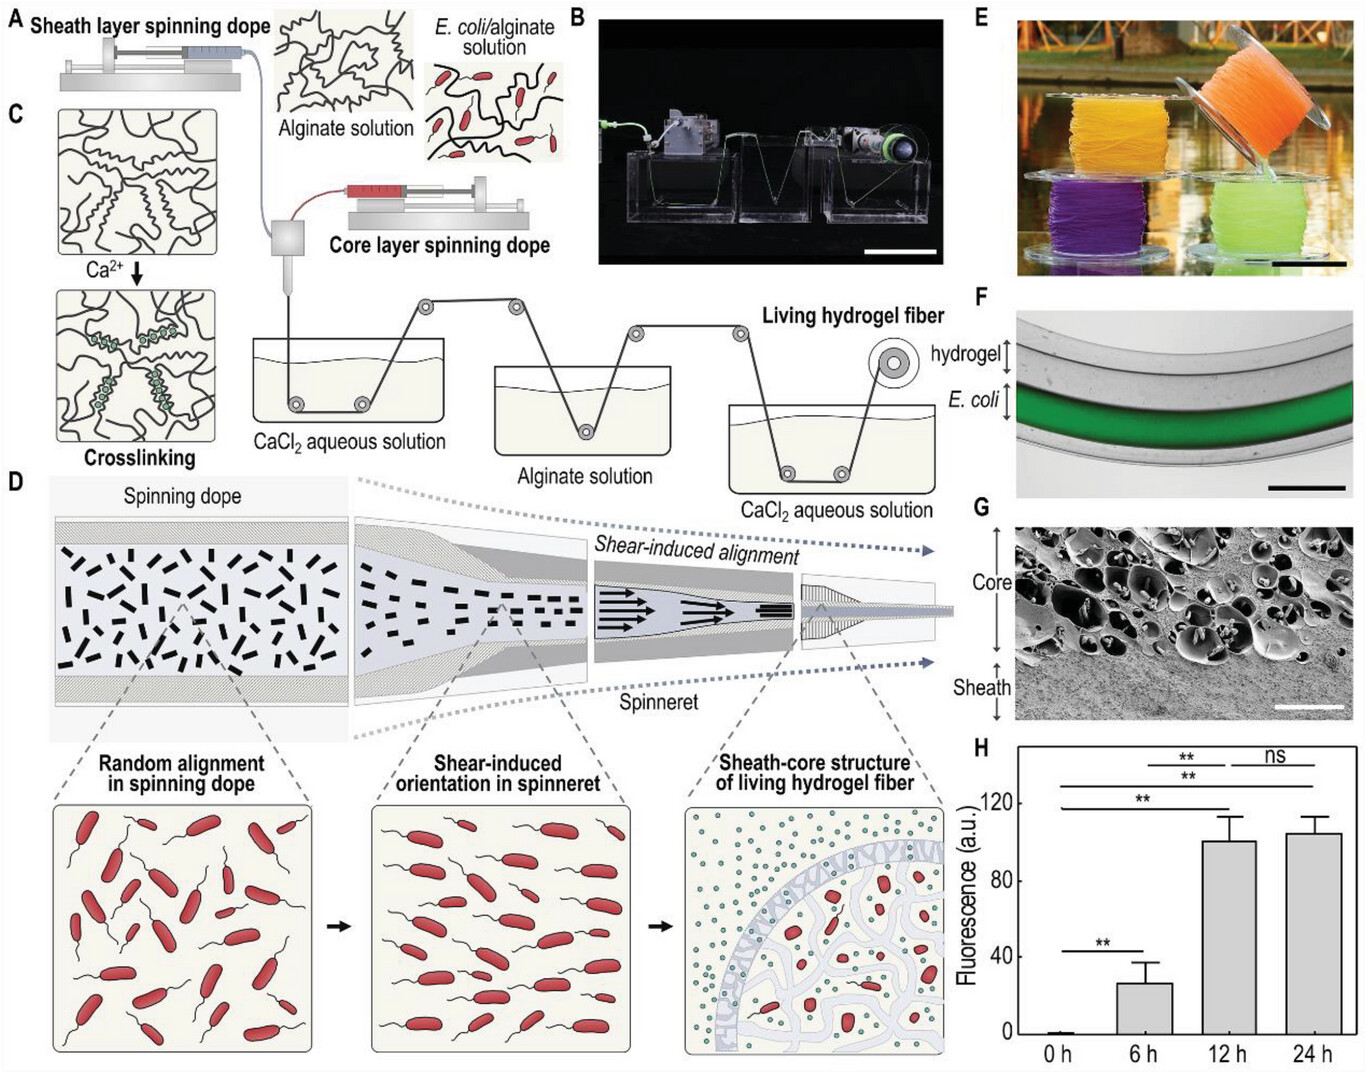 A
Sheath layer spinning dope
Alginate solution
E. coli/alginate
solution
Core layer spinning dope
B
C
Ca2+
Crosslinking
CaCl2 aqueous solution
Alginate solution
CaCl2 aqueous solution
Living hydrogel fiber
D
Spinning dope
Shear-induced alignment
Spinneret
Random alignment
in spinning dope
Shear-induced
orientation in spinneret
Sheath-core structure
of living hydrogel fiber
E
F
hydrogel
E. coli
G
Core
Sheath
H
Fluorescence (a.u.)
120
80
40
0
**
ns
**
**
**
0 h
6 h
12 h
24 h